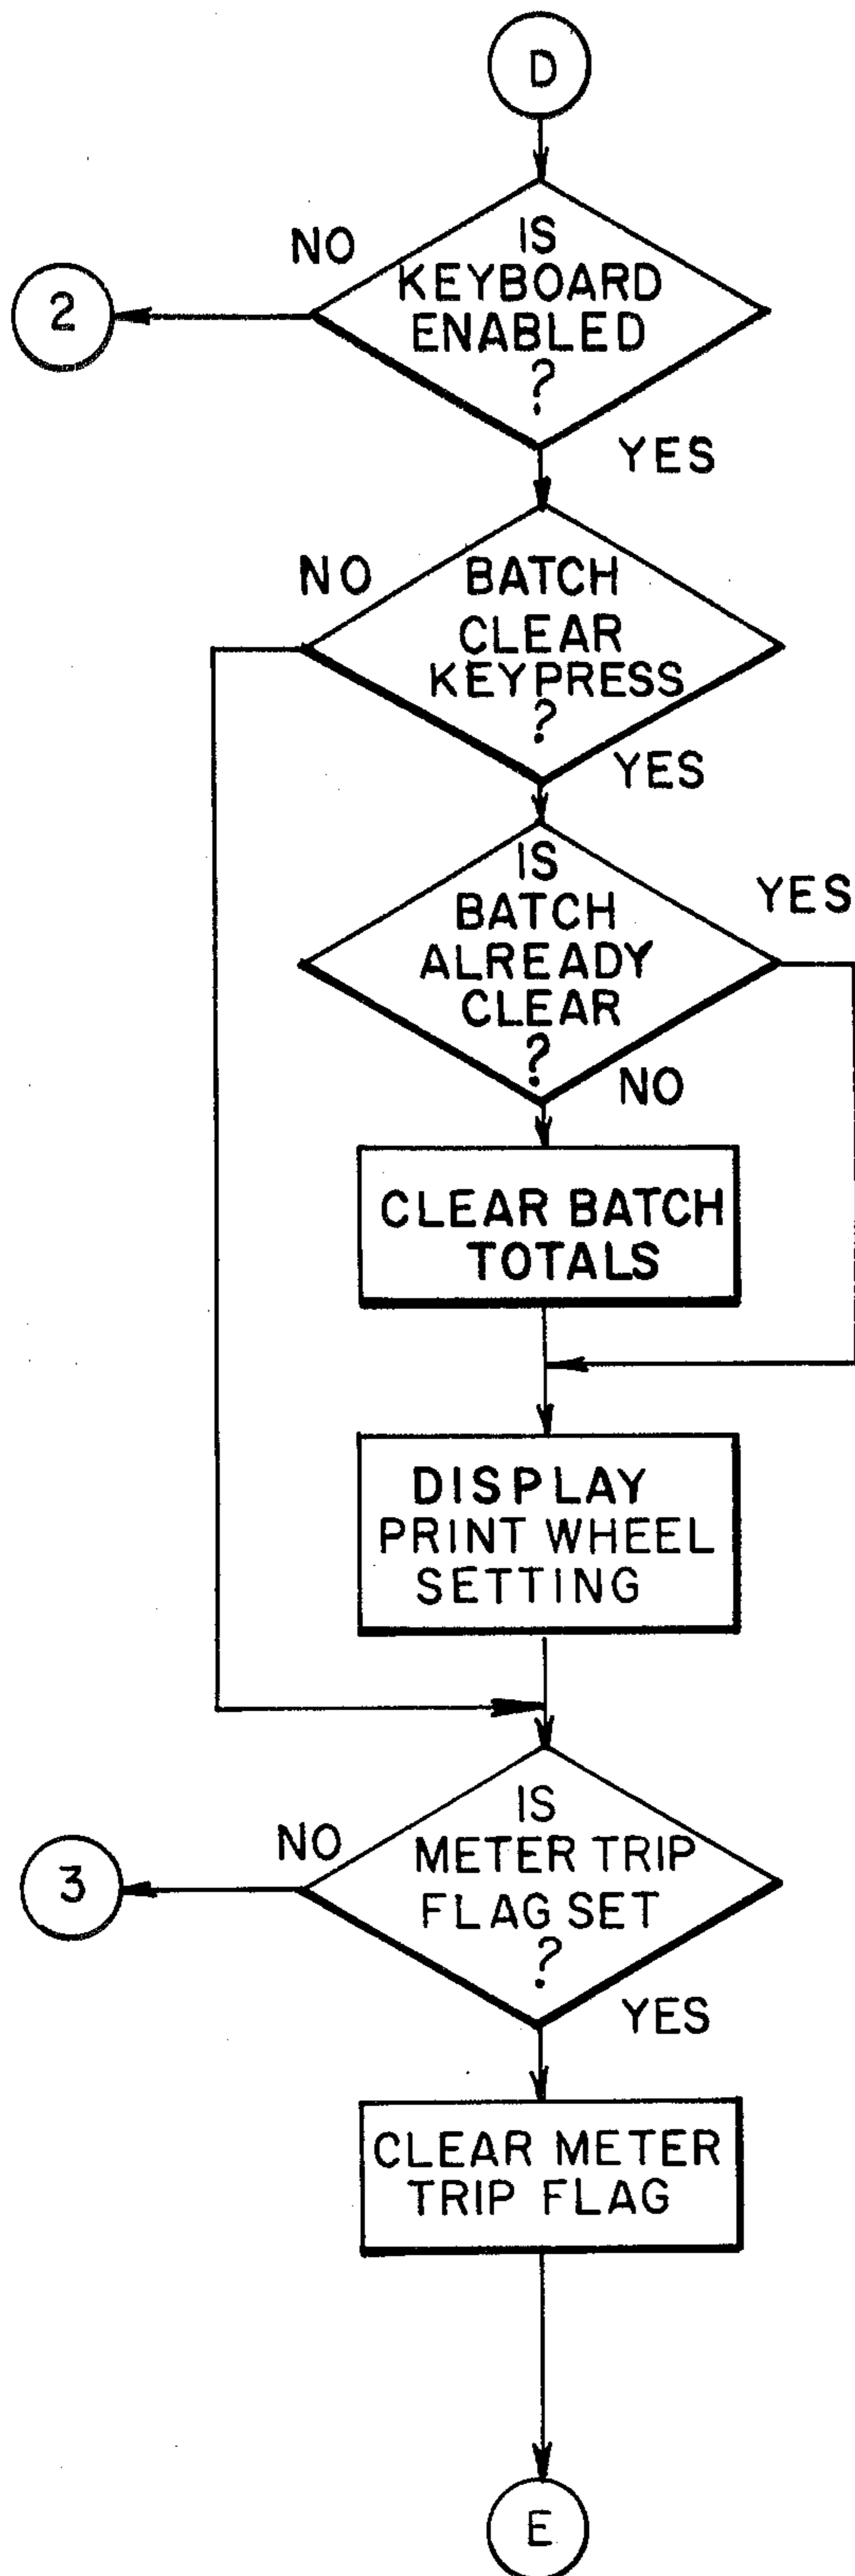 D
NO
IS
KEYBOARD
ENABLED
?
2
YES
NO
BATCH
CLEAR
KEYPRESS
?
YES
IS
BATCH
ALREADY
CLEAR
?
YES
NO
CLEAR BATCH
TOTALS
DISPLAY
PRINT WHEEL
SETTING
IS
METER TRIP
FLAG SET
?
NO
3
YES
CLEAR METER
TRIP FLAG
E